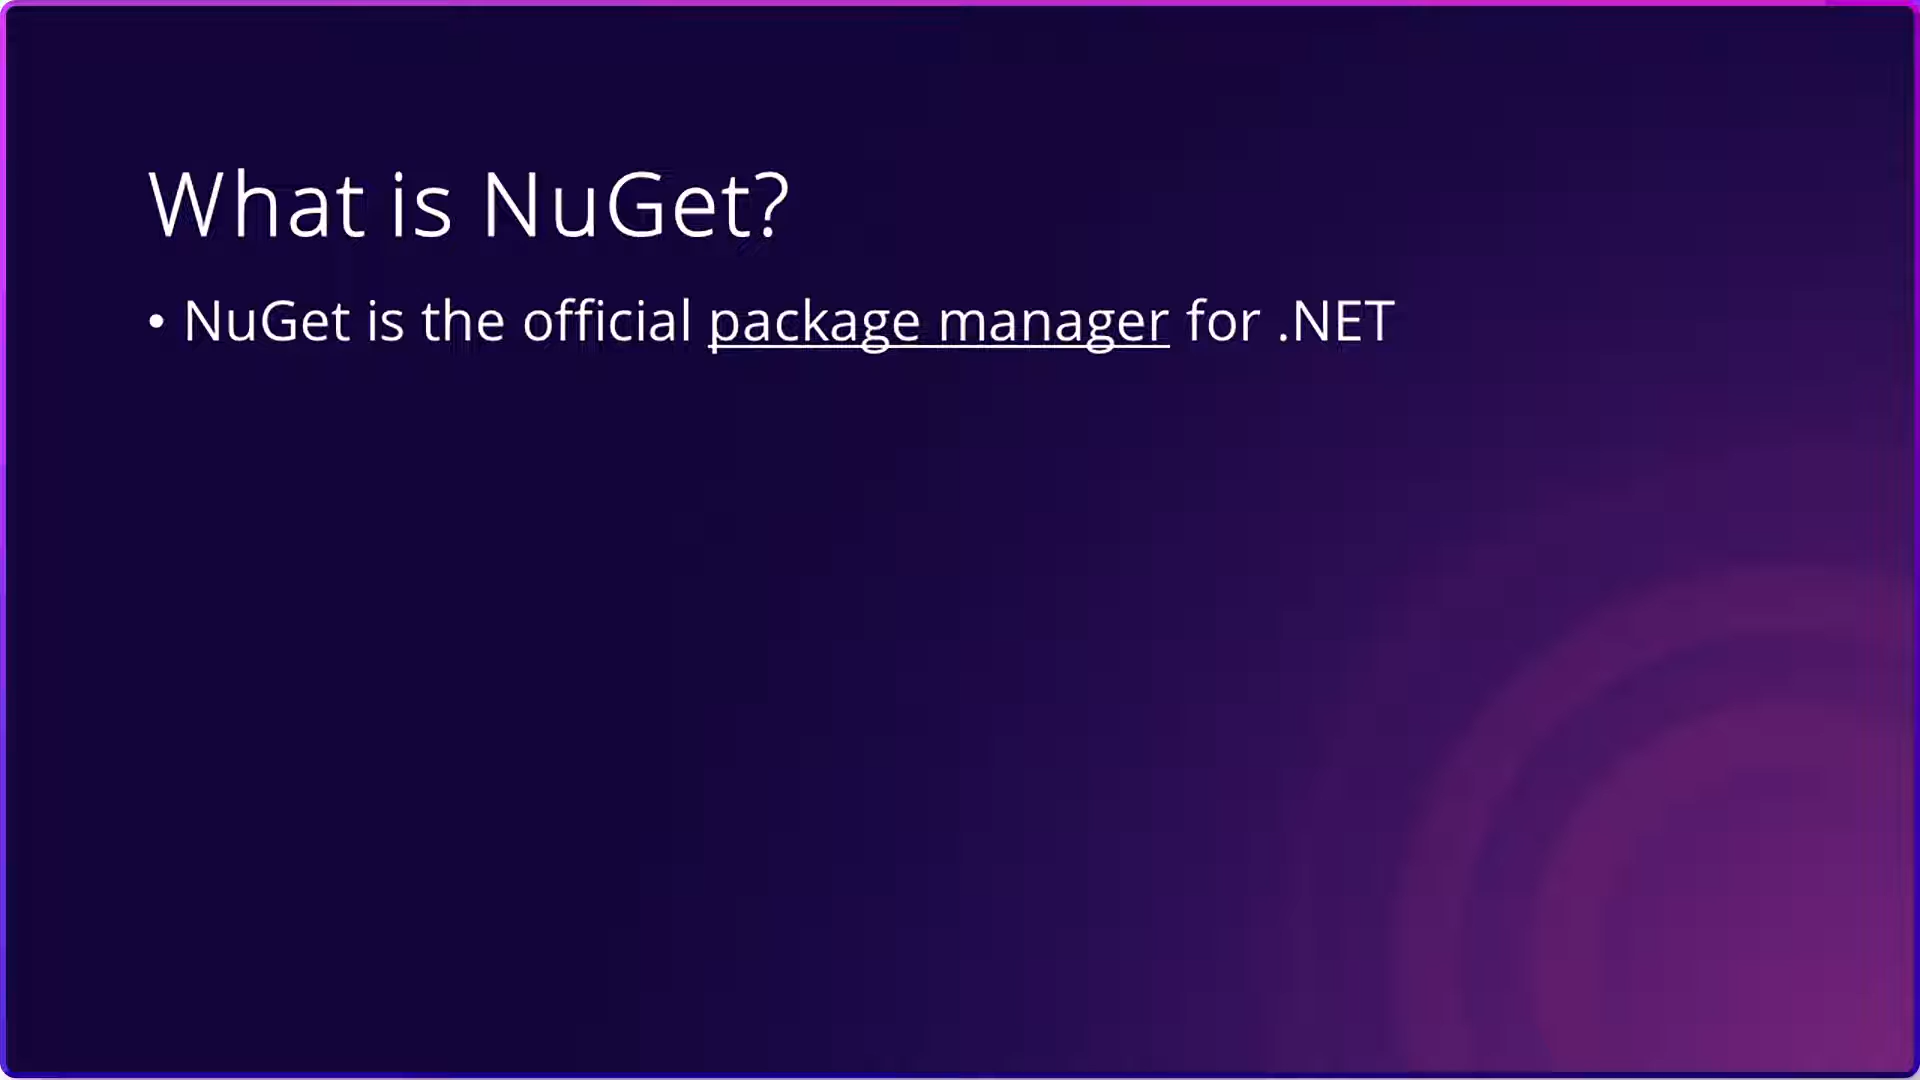 What is NuGet?
• NuGet is the official package manager for .NET